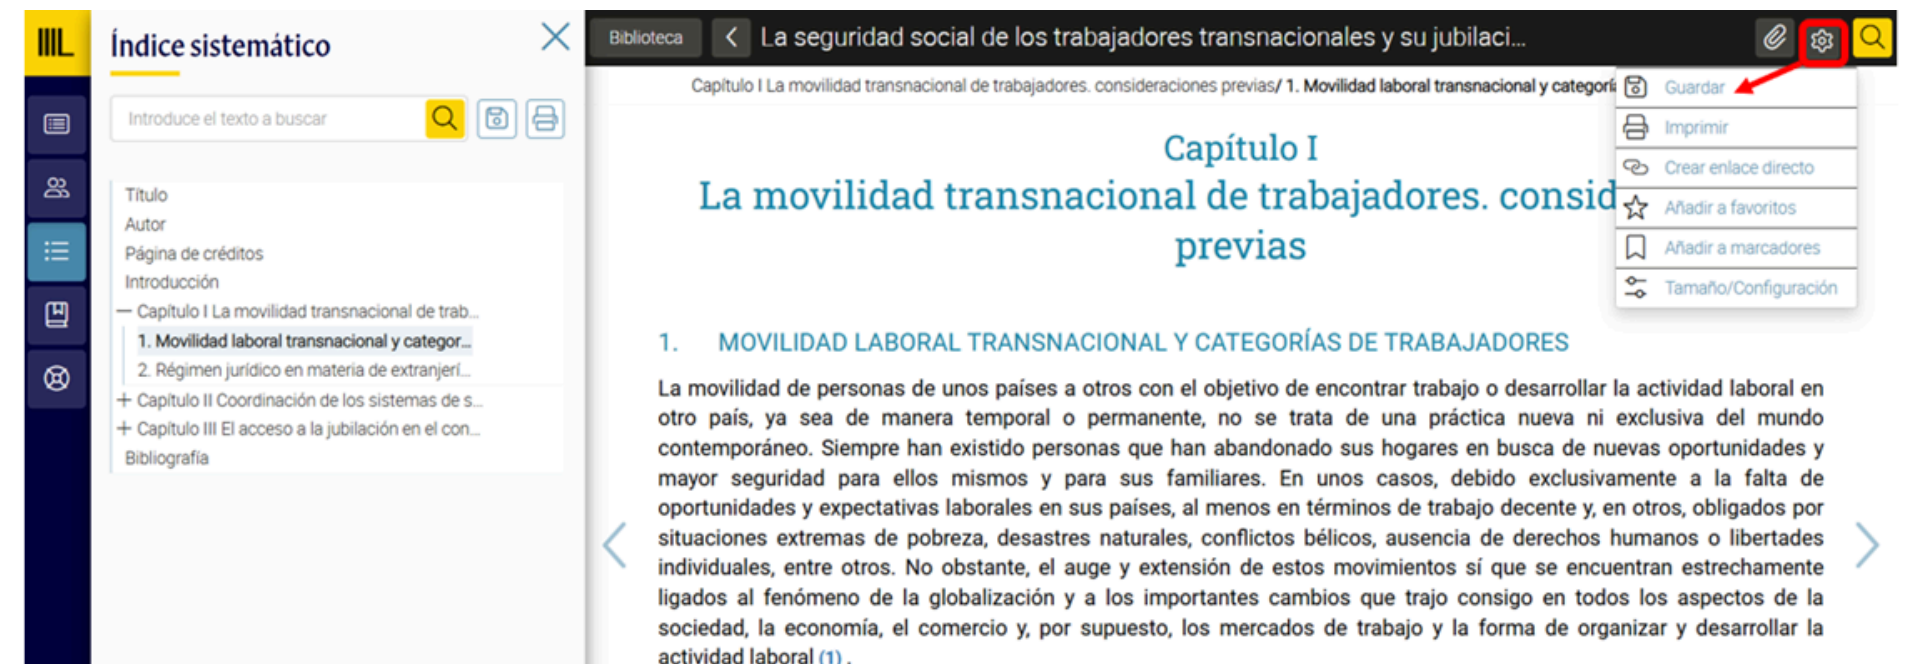 Índice sistemático
Introduce el texto a buscar
Título
Autor
Página de créditos
Introducción
Capítulo I La movilidad transnacional de trab...
1. Movilidad laboral transnacional y categor...
2. Régimen jurídico en materia de extranjerí...
Capítulo II Coordinación de los sistemas de s...
Capítulo III El acceso a la jubilación en el con...
Bibliografía
Biblioteca
La seguridad social de los trabajadores transnacionales y su jubilaci...
Capítulo I La movilidad transnacional de trabajadores. consideraciones previas/ 1. Movilidad laboral transnacional y categorí
Guardar
Imprimir
Crear enlace directo
Añadir a favoritos
Añadir a marcadores
Tamaño/Configuración
Capítulo I
La movilidad transnacional de trabajadores. consid
previas
1. MOVILIDAD LABORAL TRANSNACIONAL Y CATEGORÍAS DE TRABAJADORES
La movilidad de personas de unos países a otros con el objetivo de encontrar trabajo o desarrollar la actividad laboral en
otro país, ya sea de manera temporal o permanente, no se trata de una práctica nueva ni exclusiva del mundo
contemporáneo. Siempre han existido personas que han abandonado sus hogares en busca de nuevas oportunidades y
mayor seguridad para ellos mismos y para sus familiares. En unos casos, debido exclusivamente a la falta de
oportunidades y expectativas laborales en sus países, al menos en términos de trabajo decente y, en otros, obligados por
situaciones extremas de pobreza, desastres naturales, conflictos bélicos, ausencia de derechos humanos o libertades
individuales, entre otros. No obstante, el auge y extensión de estos movimientos sí que se encuentran estrechamente
ligados al fenómeno de la globalización y a los importantes cambios que trajo consigo en todos los aspectos de la
sociedad, la economía, el comercio y, por supuesto, los mercados de trabajo y la forma de organizar y desarrollar la
actividad laboral (1) .